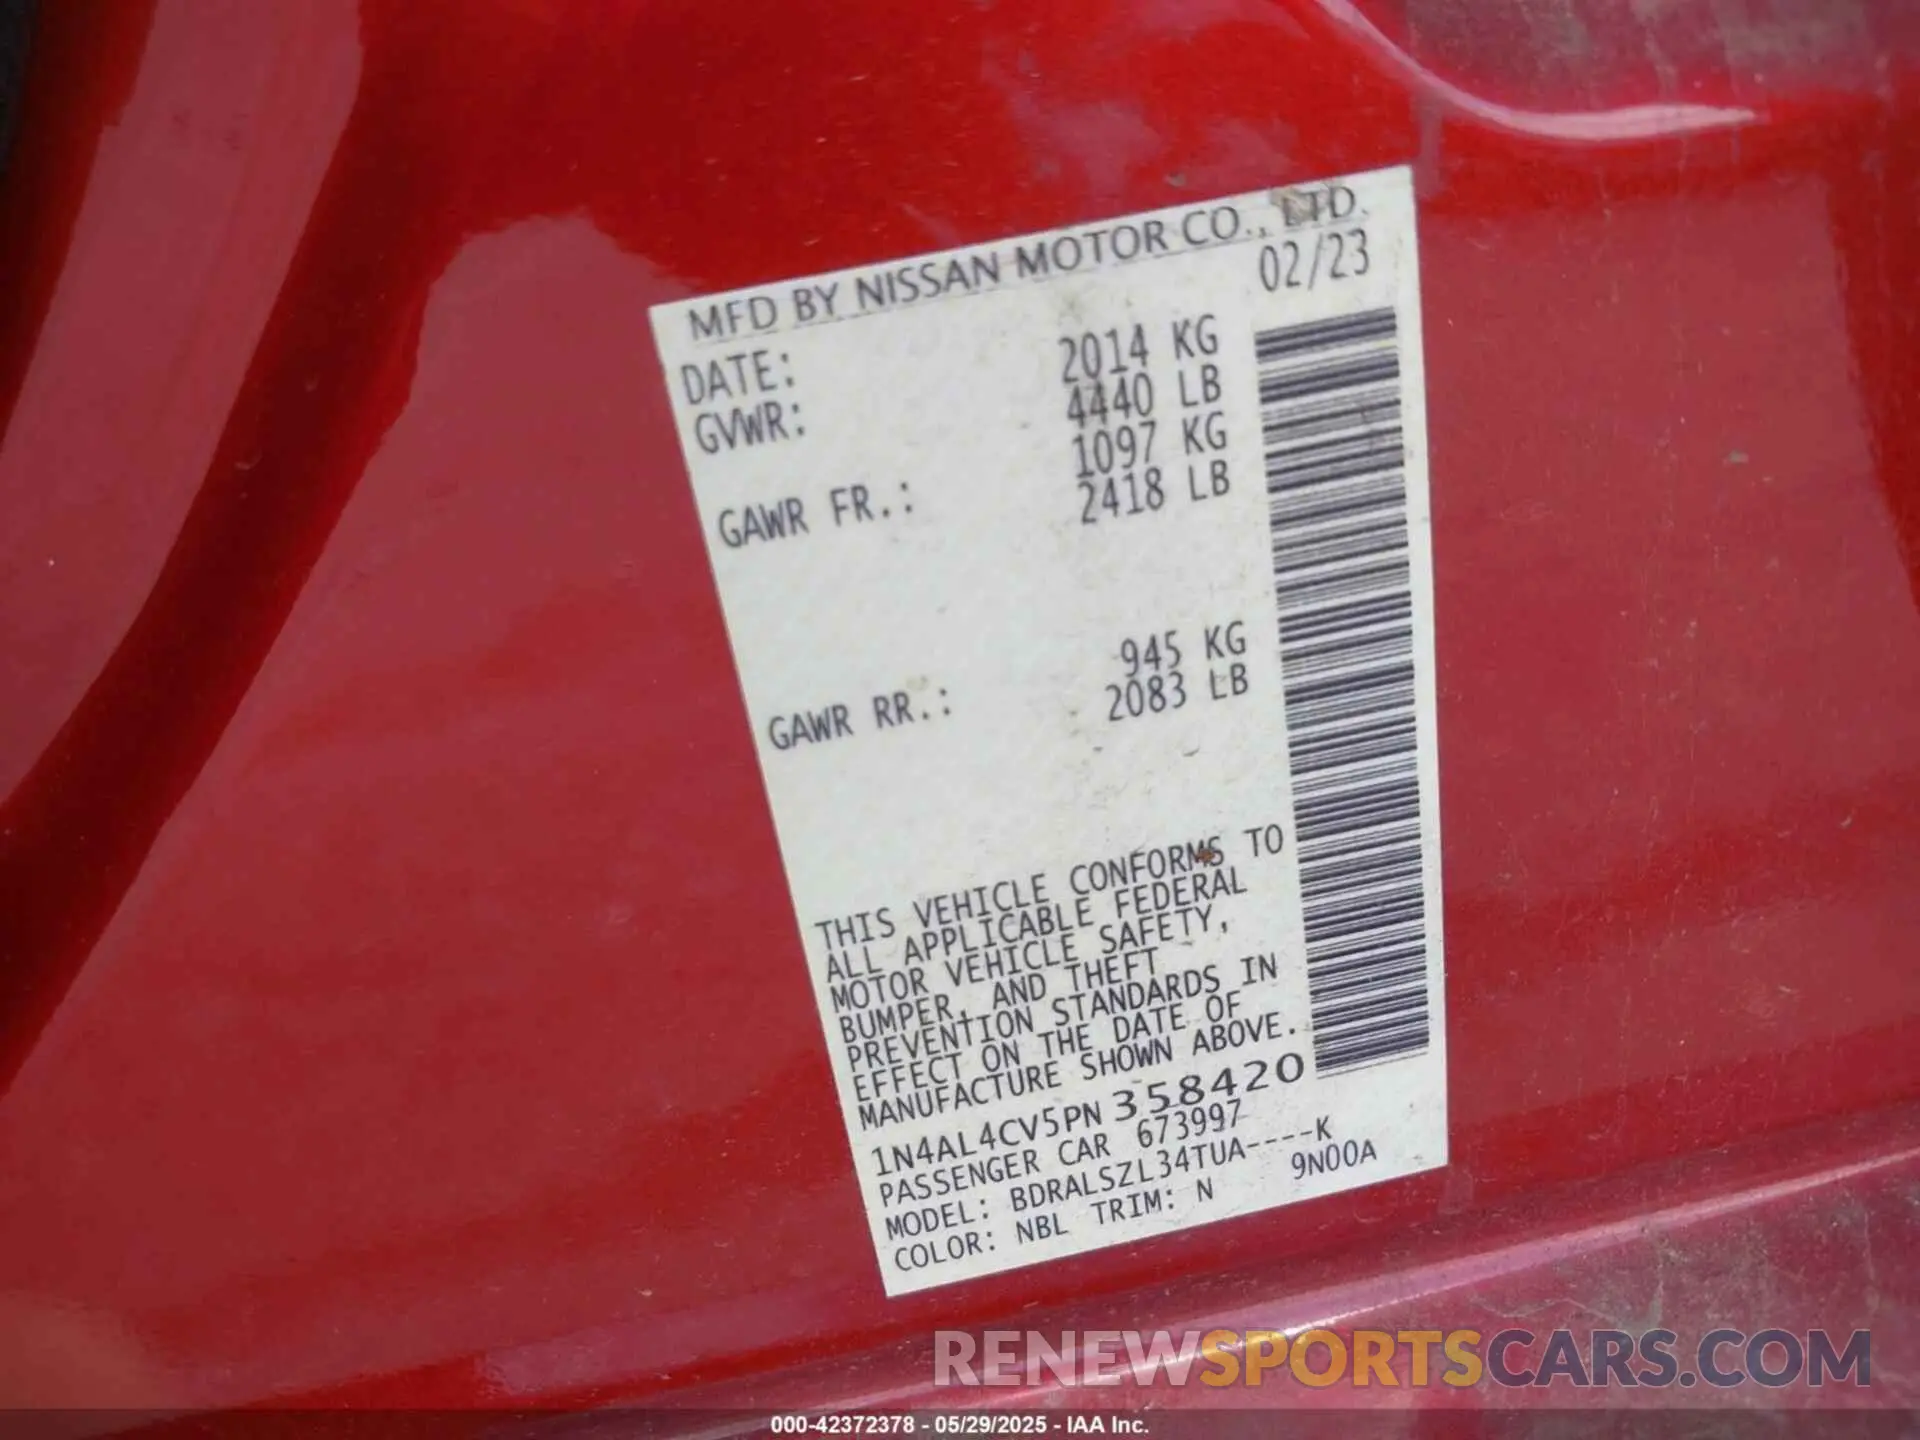 MFD BY NISSAN MOTOR CO., LTD.
DATE: 02/23
GVWR: 2014 KG
4440 LB
GAWR FR.: 1097 KG
2418 LB
GAWR RR.: 945 KG
2083 LB
THIS VEHICLE CONFORMS TO
ALL APPLICABLE FEDERAL
MOTOR VEHICLE SAFETY,
BUMPER, AND THEFT
PREVENTION STANDARDS IN
EFFECT ON THE DATE OF
MANUFACTURE SHOWN ABOVE.
1N4AL4CV5PN 358420
PASSENGER CAR 673997
MODEL: BDRALSZL34TUA----K
COLOR: NBL TRIM: N 9N00A
RENEWSPORTSCARS.COM
000-42372378 - 05/29/2025 - IAA Inc.